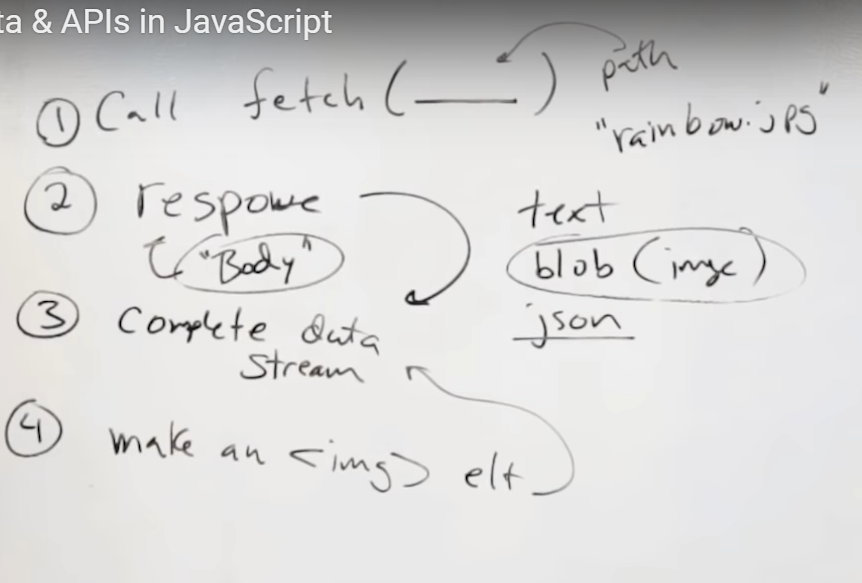 ta & APIs in JavaScript
① Call fetch (____) path
"rainbow.jpg"
② response text
"Body" blob (image)
③ Complete data json
Stream
④ make an <img> elt